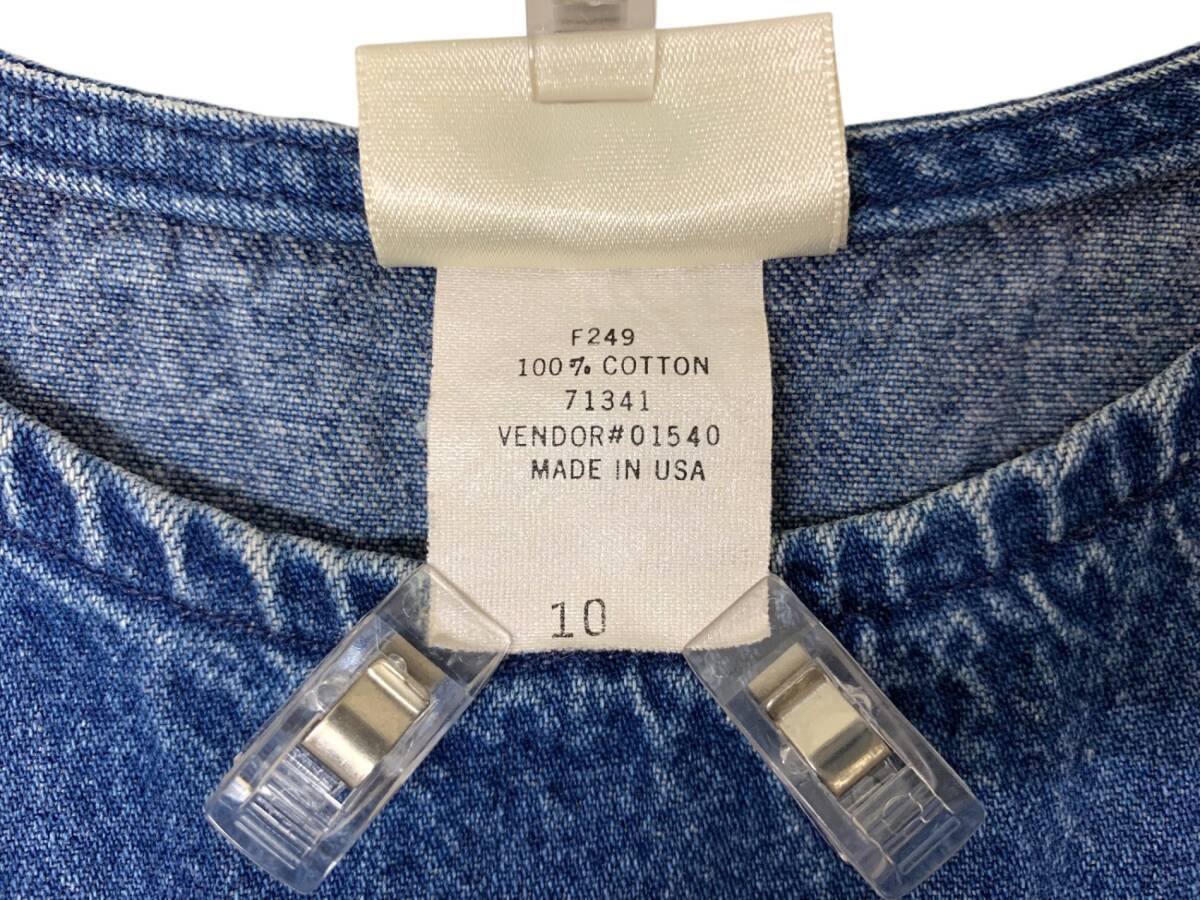 F249
100% COTTON
71341
VENDOR#01540
MADE IN USA
10